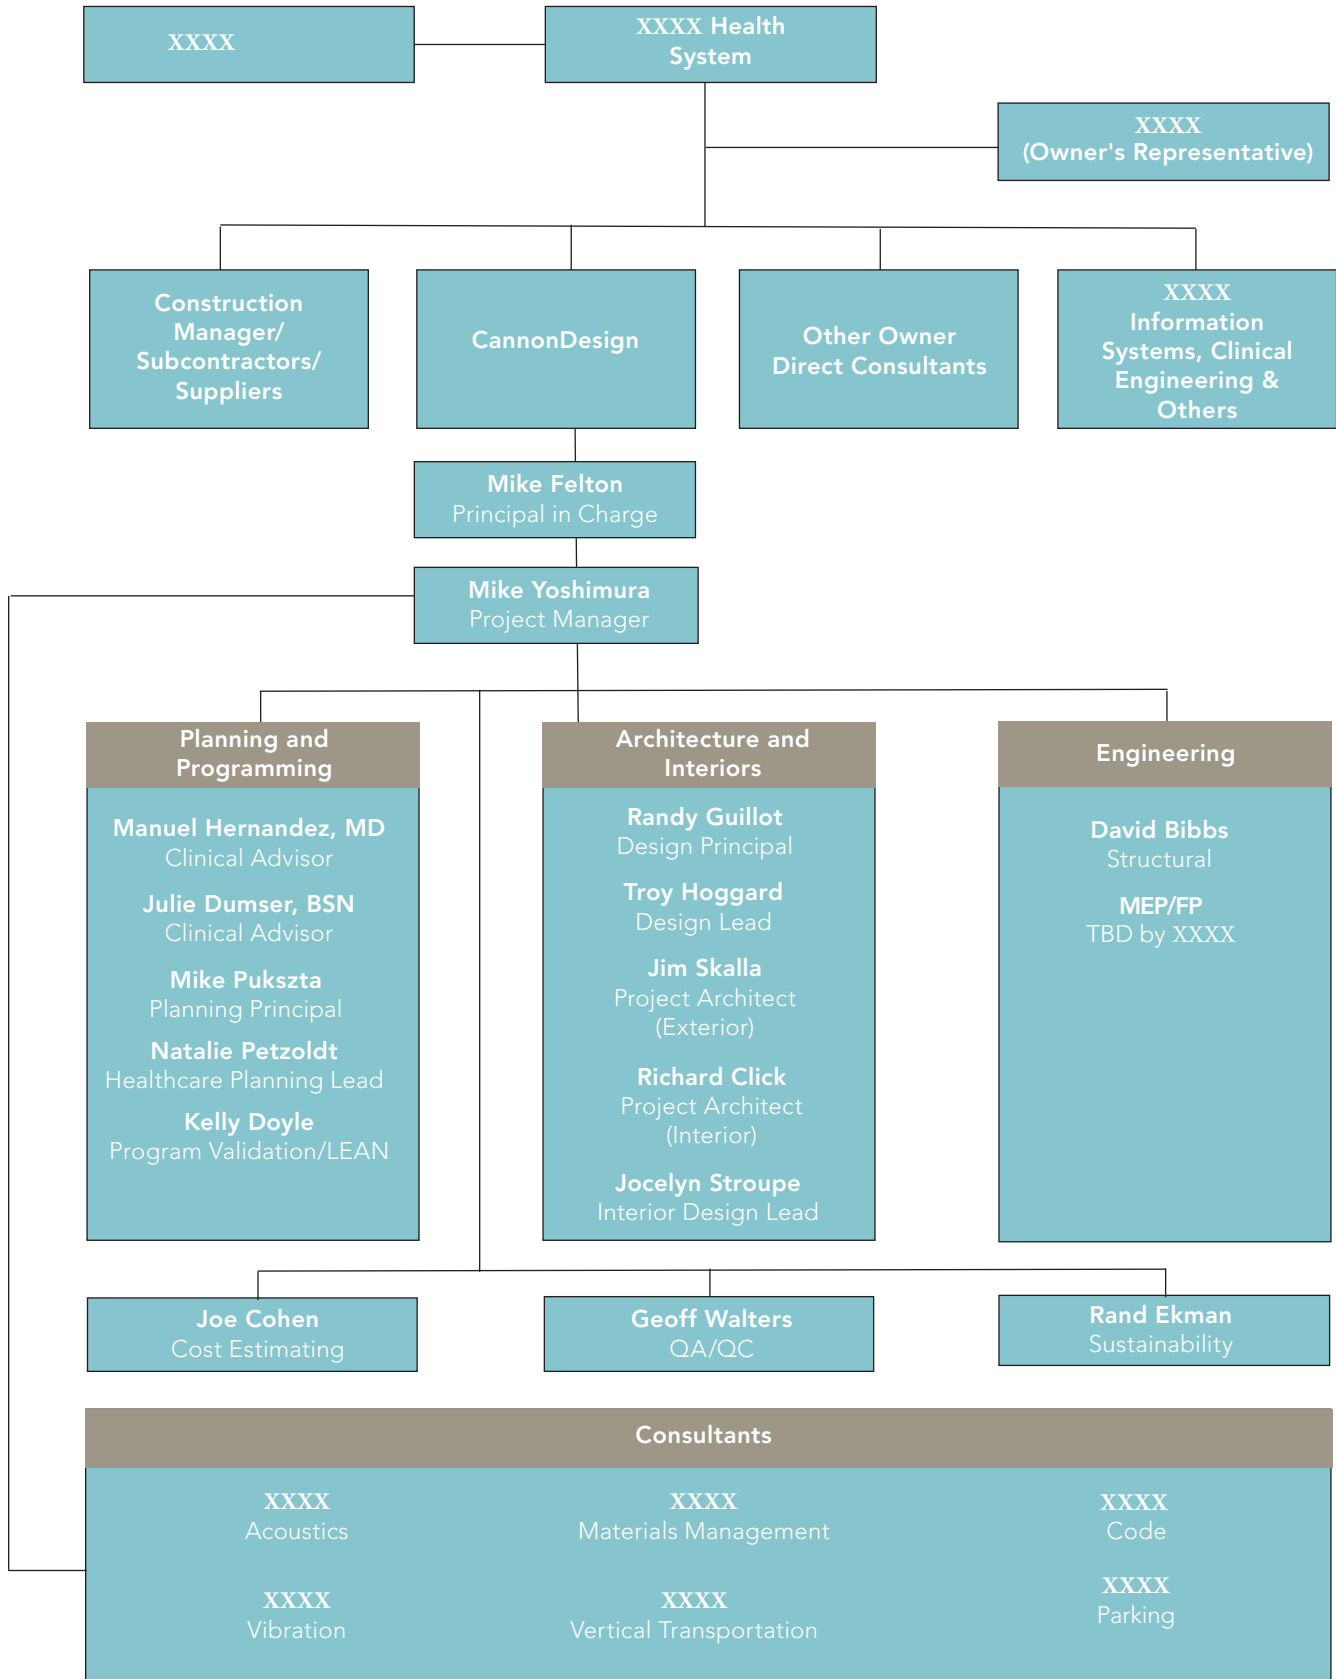 XXXX
XXXX Health
System
XXXX
(Owner's Representative)
Construction
Manager/
Subcontractors/
Suppliers
CannonDesign
Other Owner
Direct Consultants
XXXX
Information
Systems, Clinical
Engineering &
Others
Mike Felton
Principal in Charge
Mike Yoshimura
Project Manager
Planning and
Programming
Manuel Hernandez, MD
Clinical Advisor
Julie Dumser, BSN
Clinical Advisor
Mike Pukszta
Planning Principal
Natalie Petzoldt
Healthcare Planning Lead
Kelly Doyle
Program Validation/LEAN
Architecture and
Interiors
Randy Guillot
Design Principal
Troy Hoggard
Design Lead
Jim Skalla
Project Architect
(Exterior)
Richard Click
Project Architect
(Interior)
Jocelyn Stroupe
Interior Design Lead
Engineering
David Bibbs
Structural
MEP/FP
TBD by XXXX
Joe Cohen
Cost Estimating
Geoff Walters
QA/QC
Rand Ekman
Sustainability
Consultants
XXXX
Acoustics
XXXX
Materials Management
XXXX
Code
XXXX
Vibration
XXXX
Vertical Transportation
XXXX
Parking